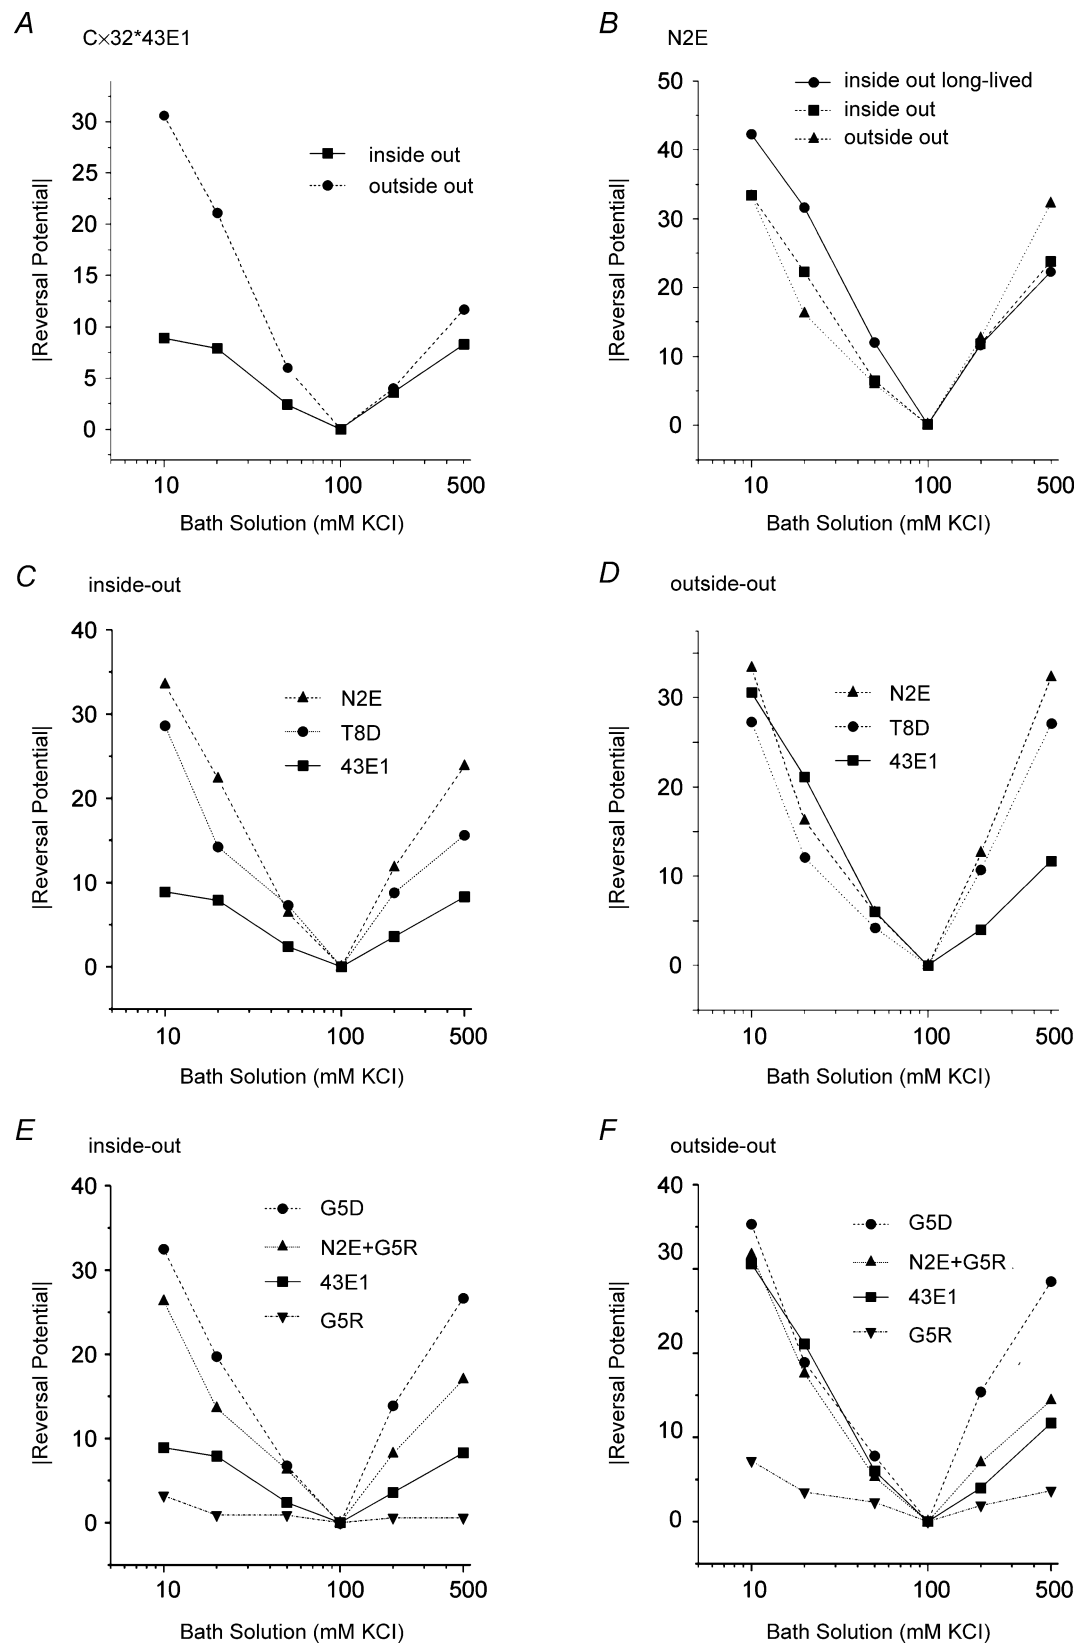 A
C×32*43E1
|Reversal Potential|
30
25
20
15
10
5
0
inside out
outside out
10 100 500
Bath Solution (mM KCl)
B
N2E
|Reversal Potential|
50
40
30
20
10
0
inside out long-lived
inside out
outside out
10 100 500
Bath Solution (mM KCl)
C
inside-out
|Reversal Potential|
40
30
20
10
0
N2E
T8D
43E1
10 100 500
Bath Solution (mM KCl)
D
outside-out
|Reversal Potential|
30
20
10
0
N2E
T8D
43E1
10 100 500
Bath Solution (mM KCl)
E
inside-out
|Reversal Potential|
40
30
20
10
0
G5D
N2E+G5R
43E1
G5R
10 100 500
Bath Solution (mM KCl)
F
outside-out
|Reversal Potential|
40
30
20
10
0
G5D
N2E+G5R
43E1
G5R
10 100 500
Bath Solution (mM KCl)